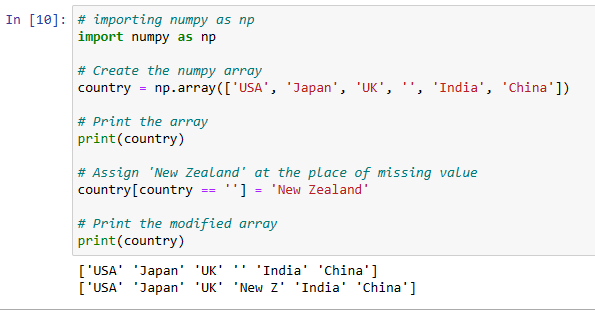 In [10]: # importing numpy as np
import numpy as np
# Create the numpy array
country = np.array(['USA', 'Japan', 'UK', '', 'India', 'China'])
# Print the array
print(country)
# Assign 'New Zealand' at the place of missing value
country[country == ''] = 'New Zealand'
# Print the modified array
print(country)
['USA' 'Japan' 'UK' '' 'India' 'China']
['USA' 'Japan' 'UK' 'New Z' 'India' 'China']